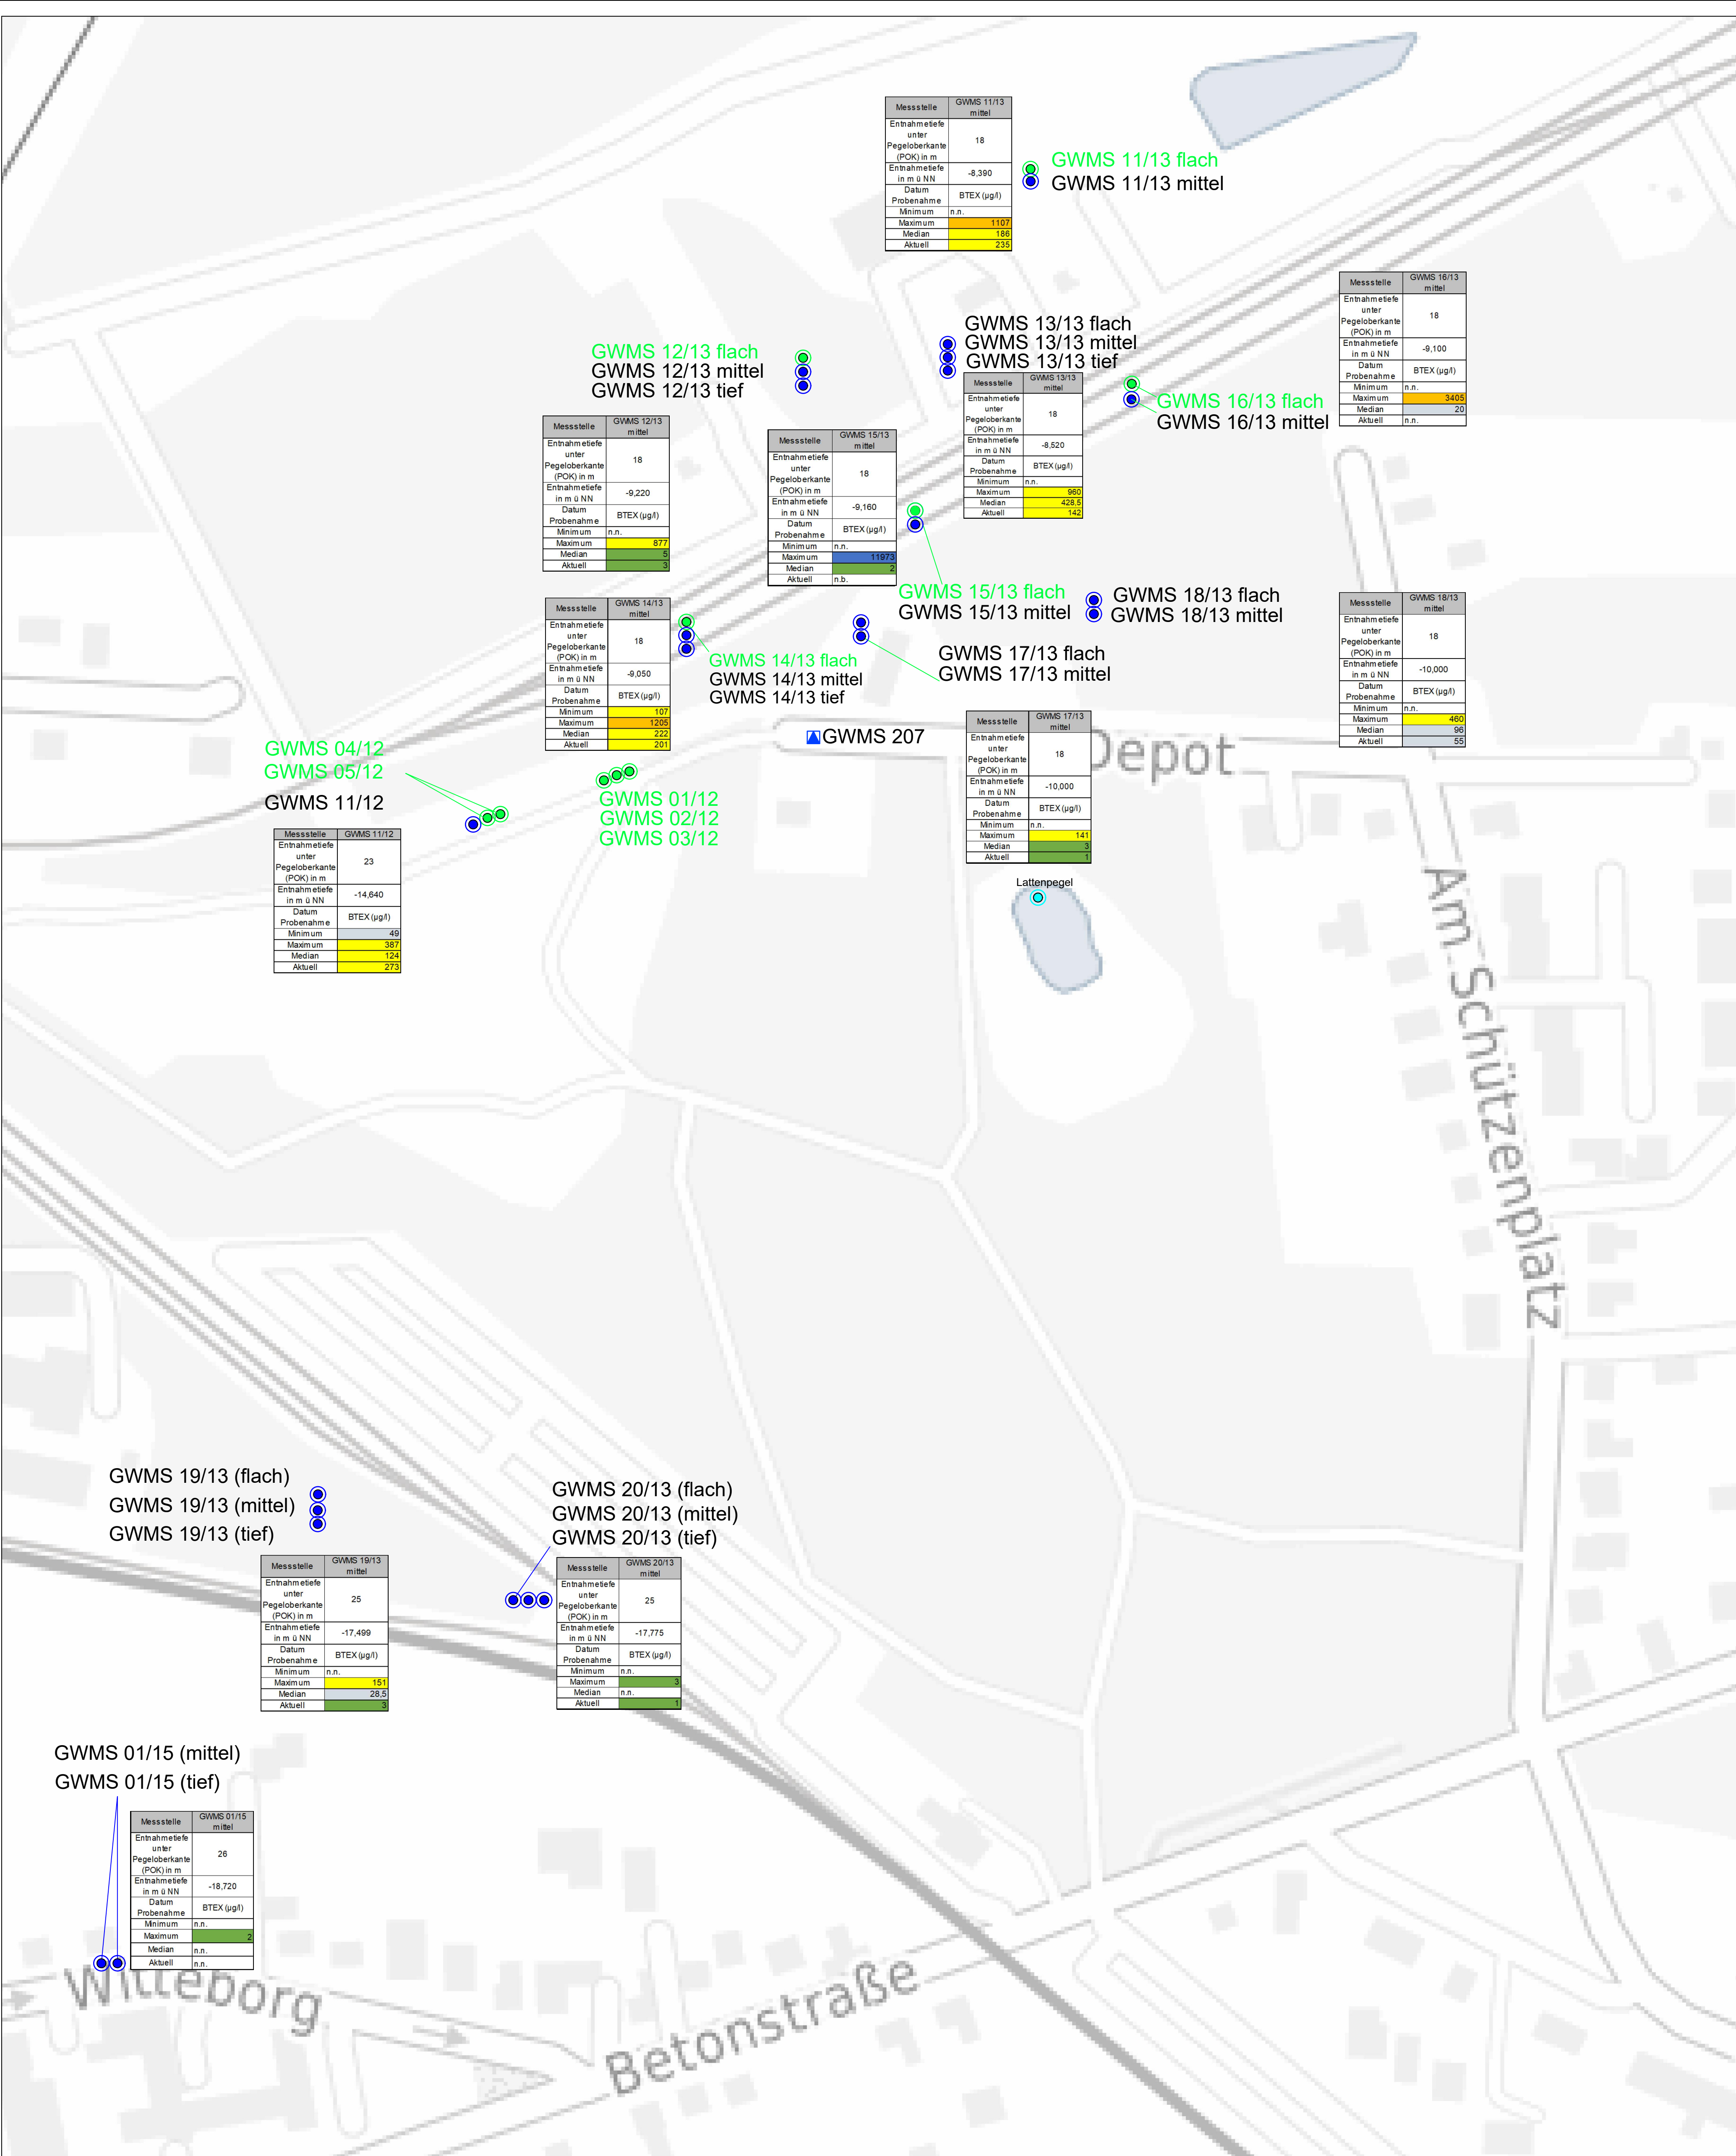 Messstelle GWMS 11/13
mittel
Entnahmetiefe
unter
Pegeloberkante
(POK) in m
18
Entnahmetiefe
in m ü NN
-8,390
Datum
Probenahme
BTEX (µg/l)
Minimum n.n.
Maximum 1107
Median 186
Aktuell 235
GWMS 11/13 flach
GWMS 11/13 mittel
Messstelle GWMS 16/13
mittel
Entnahmetiefe
unter
Pegeloberkante
(POK) in m
18
Entnahmetiefe
in m ü NN
-9,100
Datum
Probenahme
BTEX (µg/l)
Minimum n.n.
Maximum 3405
Median 20
Aktuell n.n.
GWMS 13/13 flach
GWMS 13/13 mittel
GWMS 13/13 tief
GWMS 12/13 flach
GWMS 12/13 mittel
GWMS 12/13 tief
Messstelle GWMS 13/13
mittel
Entnahmetiefe
unter
Pegeloberkante
(POK) in m
18
Entnahmetiefe
in m ü NN
-8,520
Datum
Probenahme
BTEX (µg/l)
Minimum n.n.
Maximum 960
Median 428,5
Aktuell 142
GWMS 16/13 flach
GWMS 16/13 mittel
Messstelle GWMS 12/13
mittel
Entnahmetiefe
unter
Pegeloberkante
(POK) in m
18
Entnahmetiefe
in m ü NN
-9,220
Datum
Probenahme
BTEX (µg/l)
Minimum n.n.
Maximum 877
Median 5
Aktuell 3
Messstelle GWMS 15/13
mittel
Entnahmetiefe
unter
Pegeloberkante
(POK) in m
18
Entnahmetiefe
in m ü NN
-9,160
Datum
Probenahme
BTEX (µg/l)
Minimum n.n.
Maximum 11973
Median 2
Aktuell n.b.
GWMS 15/13 flach
GWMS 15/13 mittel
GWMS 18/13 flach
GWMS 18/13 mittel
Messstelle GWMS 18/13
mittel
Entnahmetiefe
unter
Pegeloberkante
(POK) in m
18
Entnahmetiefe
in m ü NN
-10,000
Datum
Probenahme
BTEX (µg/l)
Minimum n.n.
Maximum 460
Median 96
Aktuell 55
Messstelle GWMS 14/13
mittel
Entnahmetiefe
unter
Pegeloberkante
(POK) in m
18
Entnahmetiefe
in m ü NN
-9,050
Datum
Probenahme
BTEX (µg/l)
Minimum 107
Maximum 1205
Median 222
Aktuell 201
GWMS 14/13 flach
GWMS 14/13 mittel
GWMS 14/13 tief
GWMS 17/13 flach
GWMS 17/13 mittel
GWMS 207
Messstelle GWMS 17/13
mittel
Entnahmetiefe
unter
Pegeloberkante
(POK) in m
18
Entnahmetiefe
in m ü NN
-10,000
Datum
Probenahme
BTEX (µg/l)
Minimum n.n.
Maximum 141
Median 3
Aktuell 1
Depot
GWMS 04/12
GWMS 05/12
GWMS 11/12
GWMS 01/12
GWMS 02/12
GWMS 03/12
Messstelle GWMS 11/12
Entnahmetiefe
unter
Pegeloberkante
(POK) in m
23
Entnahmetiefe
in m ü NN
-14,640
Datum
Probenahme
BTEX (µg/l)
Minimum 49
Maximum 387
Median 124
Aktuell 273
Lattenpegel
Am Schützenplatz
GWMS 19/13 (flach)
GWMS 19/13 (mittel)
GWMS 19/13 (tief)
GWMS 20/13 (flach)
GWMS 20/13 (mittel)
GWMS 20/13 (tief)
Messstelle GWMS 19/13
mittel
Entnahmetiefe
unter
Pegeloberkante
(POK) in m
25
Entnahmetiefe
in m ü NN
-17,499
Datum
Probenahme
BTEX (µg/l)
Minimum n.n.
Maximum 151
Median 28,5
Aktuell 3
Messstelle GWMS 20/13
mittel
Entnahmetiefe
unter
Pegeloberkante
(POK) in m
25
Entnahmetiefe
in m ü NN
-17,775
Datum
Probenahme
BTEX (µg/l)
Minimum n.n.
Maximum 3
Median n.n.
Aktuell 1
GWMS 01/15 (mittel)
GWMS 01/15 (tief)
Messstelle GWMS 01/15
mittel
Entnahmetiefe
unter
Pegeloberkante
(POK) in m
26
Entnahmetiefe
in m ü NN
-18,720
Datum
Probenahme
BTEX (µg/l)
Minimum n.n.
Maximum 2
Median n.n.
Aktuell n.n.
Witteborg
Betonstraße